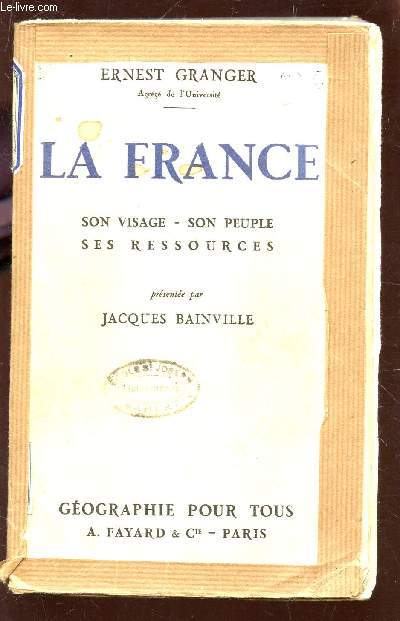 © Le-livre.com
ERNEST GRANGER
Agrégé de l'Université
LA FRANCE
SON VISAGE - SON PEUPLE
SES RESSOURCES
présentée par
JACQUES BAINVILLE
GÉOGRAPHIE POUR TOUS
A. FAYARD & Cie - PARIS